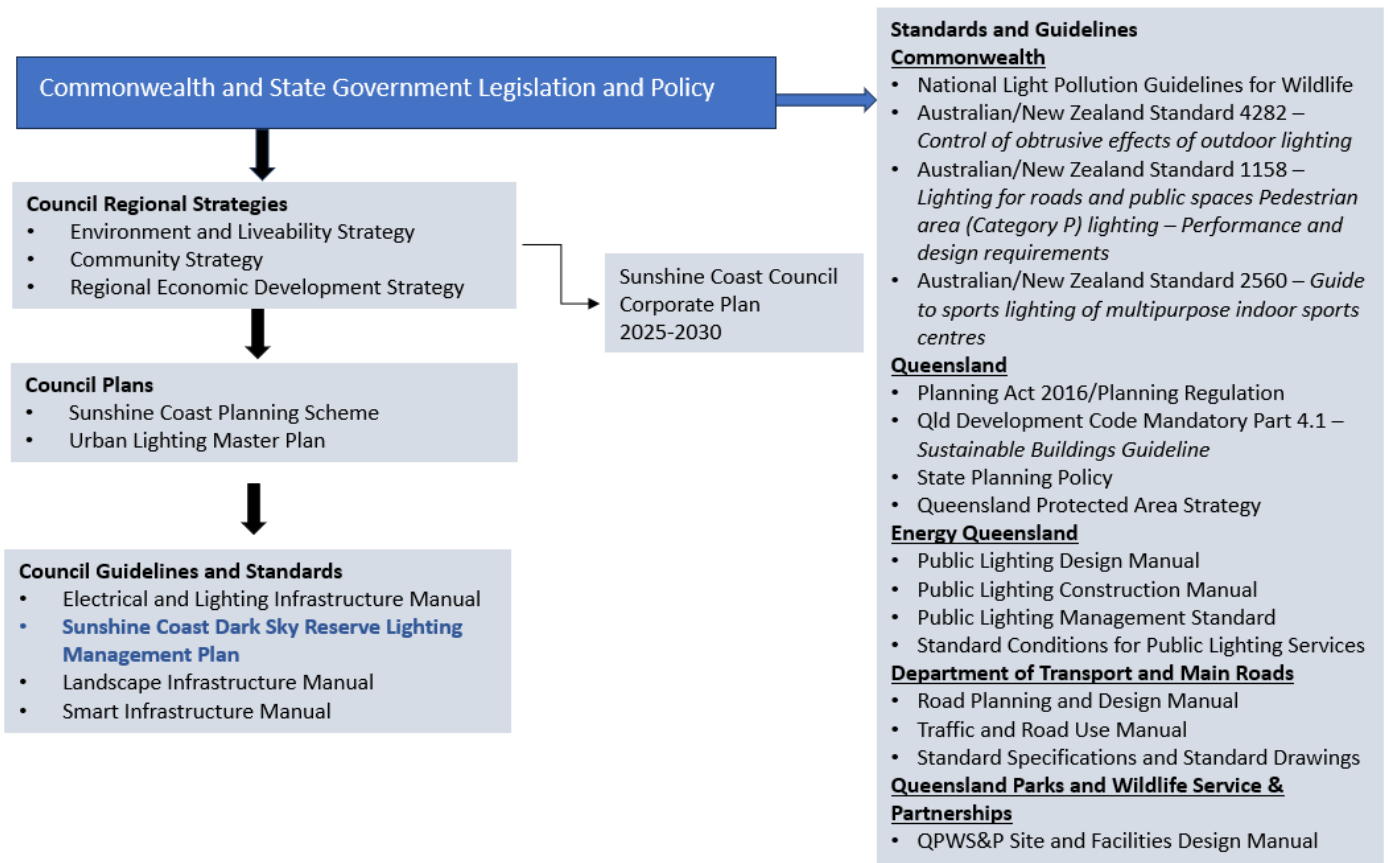 Commonwealth and State Government Legislation and Policy
Council Regional Strategies
• Environment and Liveability Strategy
• Community Strategy
• Regional Economic Development Strategy
Sunshine Coast Council
Corporate Plan
2025-2030
Council Plans
• Sunshine Coast Planning Scheme
• Urban Lighting Master Plan
Council Guidelines and Standards
• Electrical and Lighting Infrastructure Manual
• Sunshine Coast Dark Sky Reserve Lighting
Management Plan
• Landscape Infrastructure Manual
• Smart Infrastructure Manual
Standards and Guidelines
Commonwealth
• National Light Pollution Guidelines for Wildlife
• Australian/New Zealand Standard 4282 –
Control of obtrusive effects of outdoor lighting
• Australian/New Zealand Standard 1158 –
Lighting for roads and public spaces Pedestrian
area (Category P) lighting – Performance and
design requirements
• Australian/New Zealand Standard 2560 – Guide
to sports lighting of multipurpose indoor sports
centres
Queensland
• Planning Act 2016/Planning Regulation
• Qld Development Code Mandatory Part 4.1 –
Sustainable Buildings Guideline
• State Planning Policy
• Queensland Protected Area Strategy
Energy Queensland
• Public Lighting Design Manual
• Public Lighting Construction Manual
• Public Lighting Management Standard
• Standard Conditions for Public Lighting Services
Department of Transport and Main Roads
• Road Planning and Design Manual
• Traffic and Road Use Manual
• Standard Specifications and Standard Drawings
Queensland Parks and Wildlife Service &
Partnerships
• QPWS&P Site and Facilities Design Manual